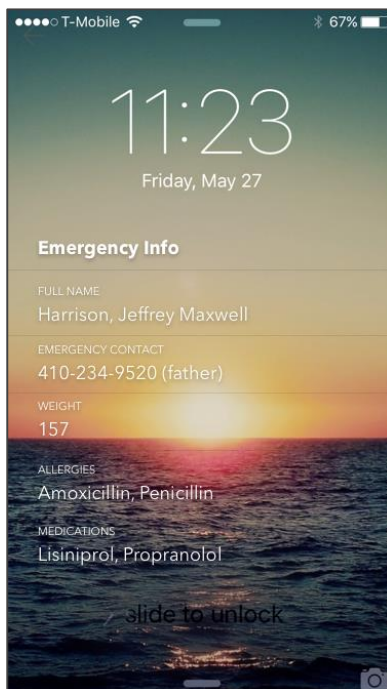 T-Mobile 67%
11:23
Friday, May 27
Emergency Info
FULL NAME
Harrison, Jeffrey Maxwell
EMERGENCY CONTACT
410-234-9520 (father)
WEIGHT
157
ALLERGIES
Amoxicillin, Penicillin
MEDICATIONS
Lisiniprol, Propranolol
slide to unlock